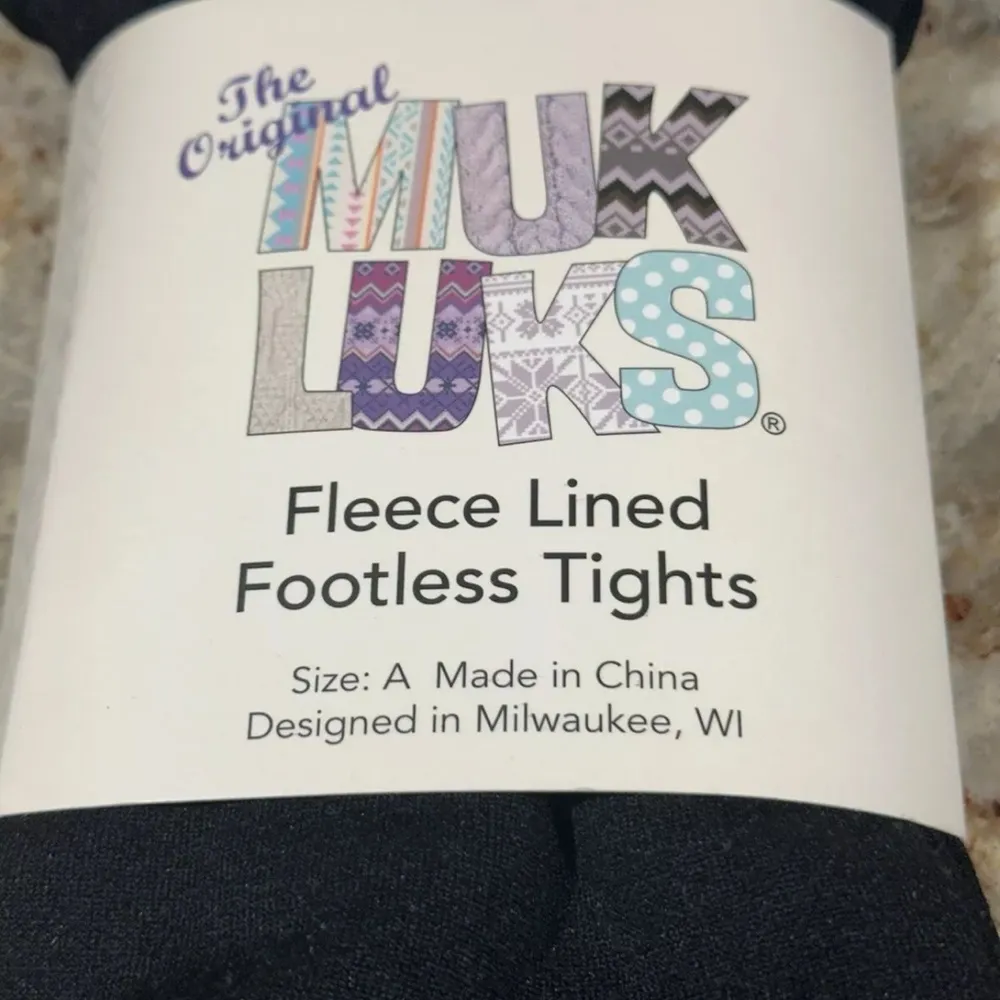 The
Original
MUK
LUKS®
Fleece Lined
Footless Tights
Size: A Made in China
Designed in Milwaukee, WI